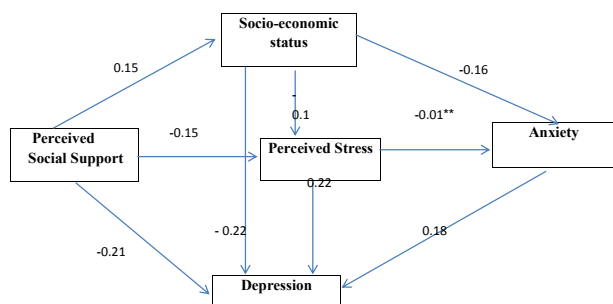 Socio-economic
status
0.15
-0.16
-
0.1
-0.01**
-0.15
Perceived
Social Support
Perceived Stress
Anxiety
0.22
-0.21
- 0.22
0.18
Depression